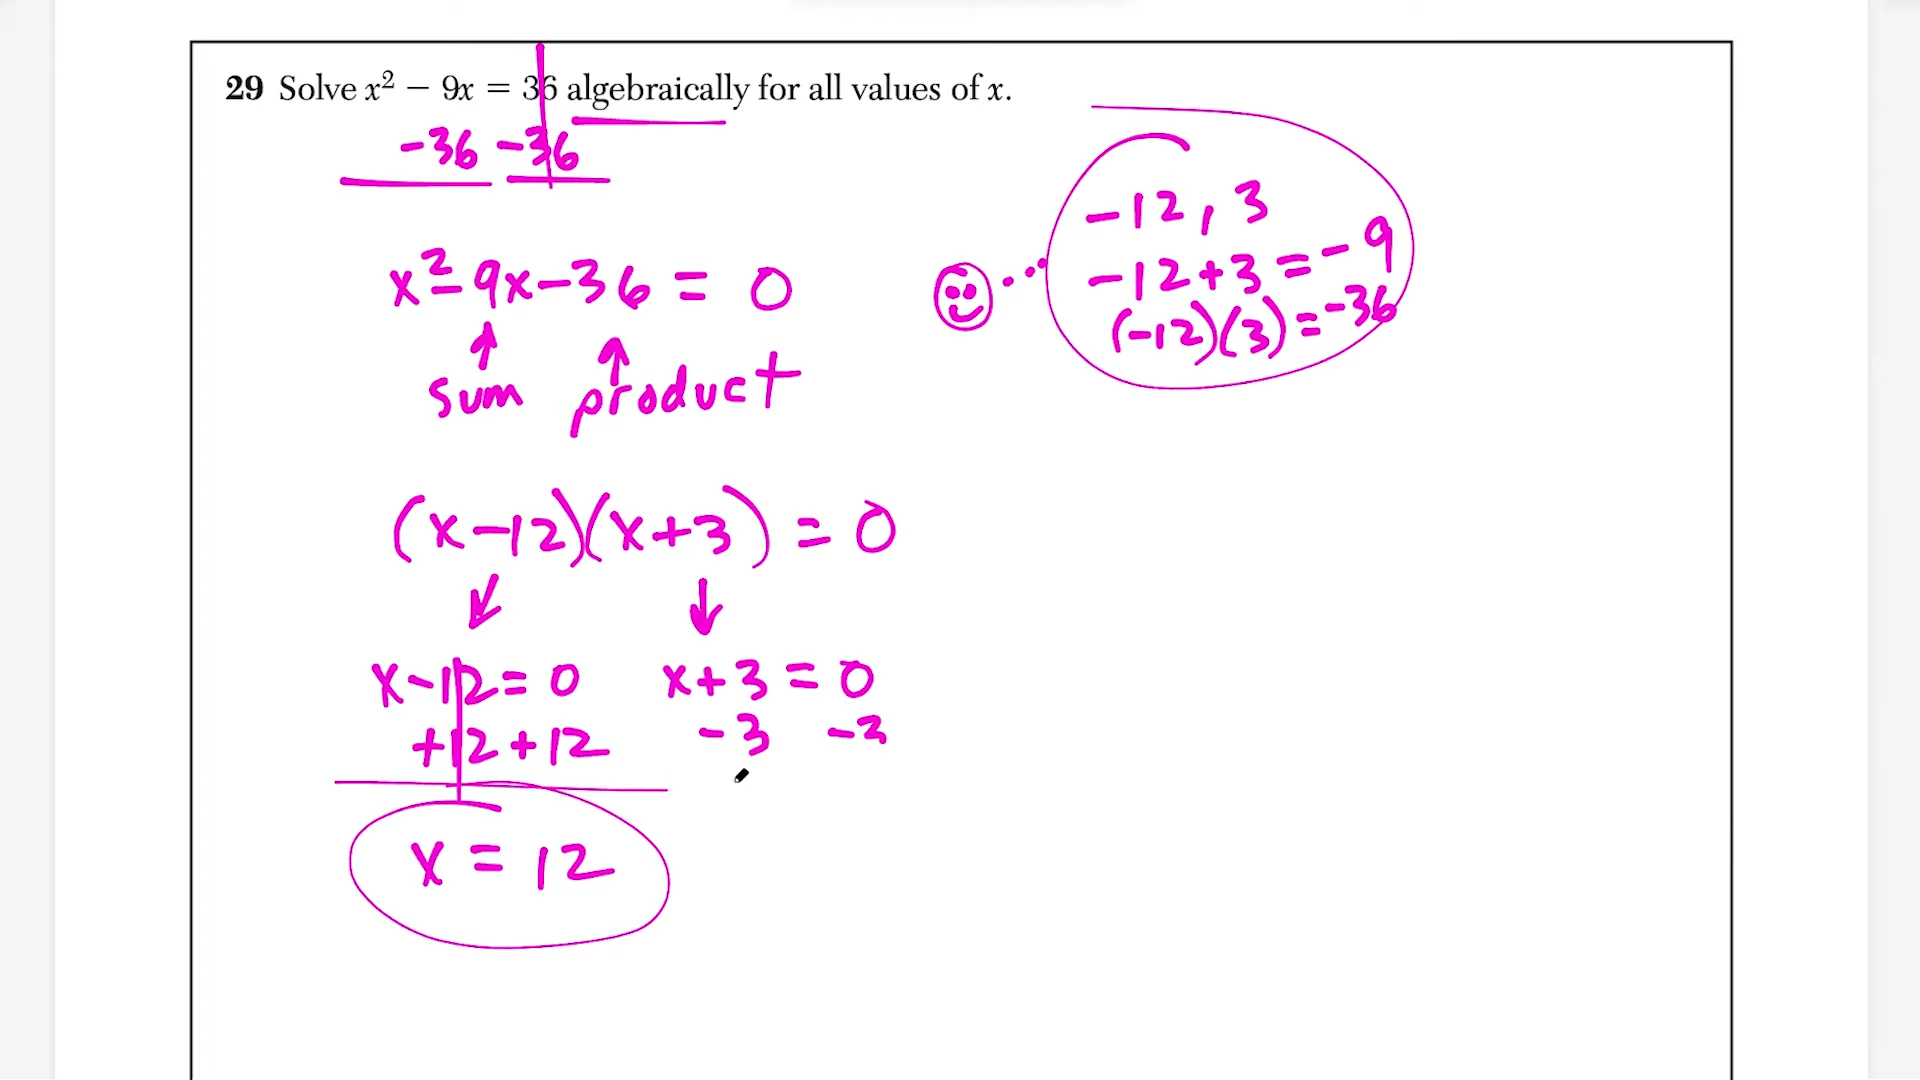 29 Solve x² − 9x = 36 algebraically for all values of x.
-36 -36
x²-9x-36 = 0
sum product
-12, 3
-12+3=-9
(-12)(3)=-36
(x-12)(x+3) = 0
x-12=0 x+3=0
+12 +12 -3 -3
x = 12